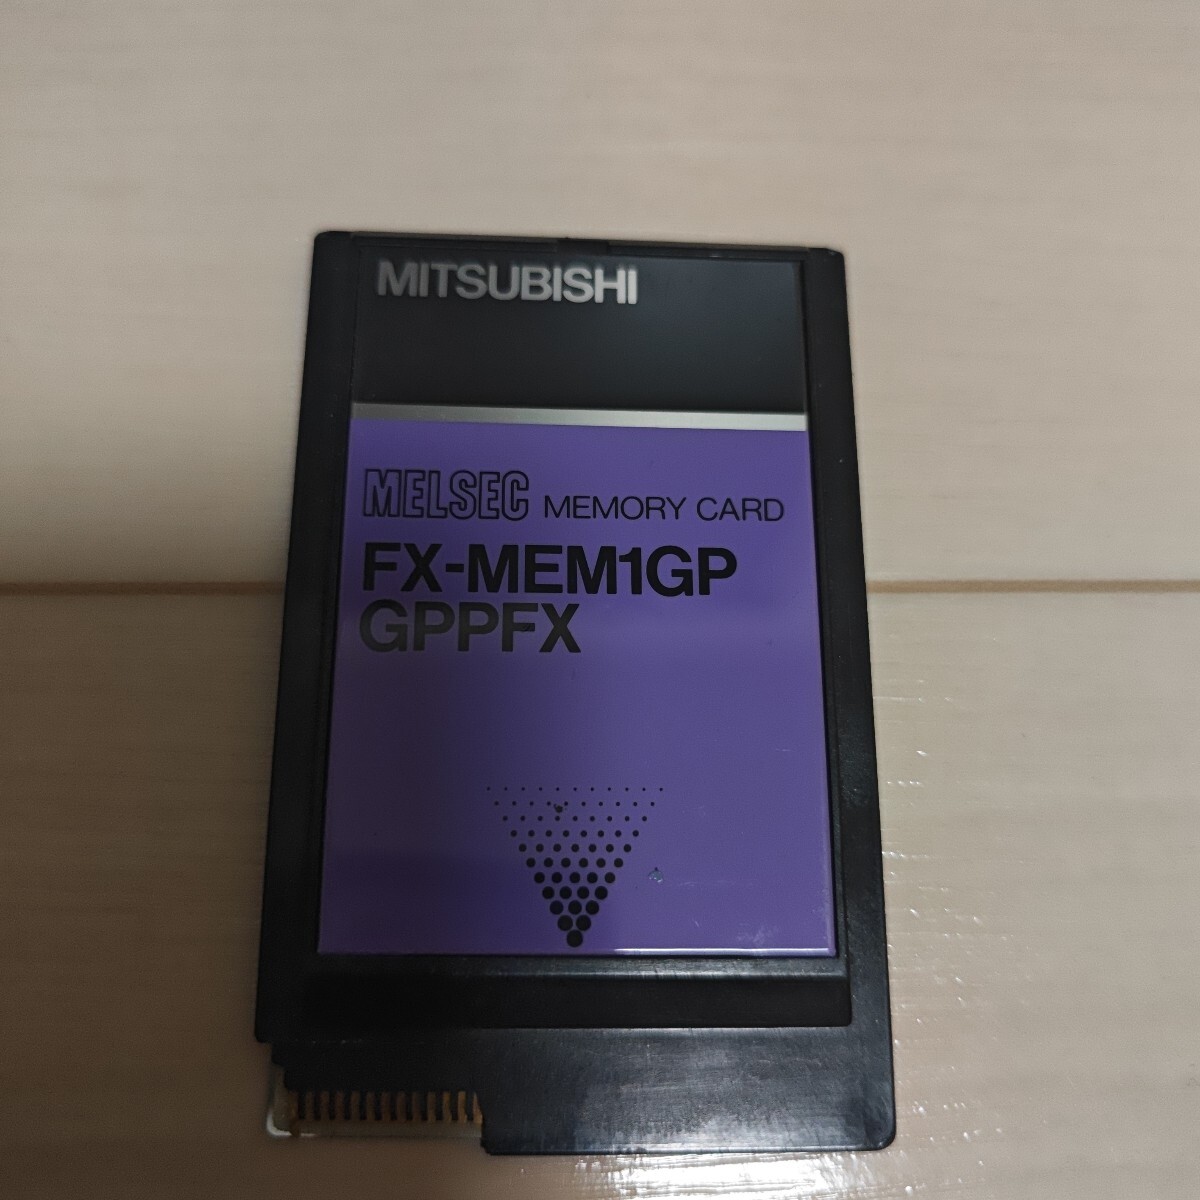 MITSUBISHI
MELSEC MEMORY CARD
FX-MEM1GP
GPPFX